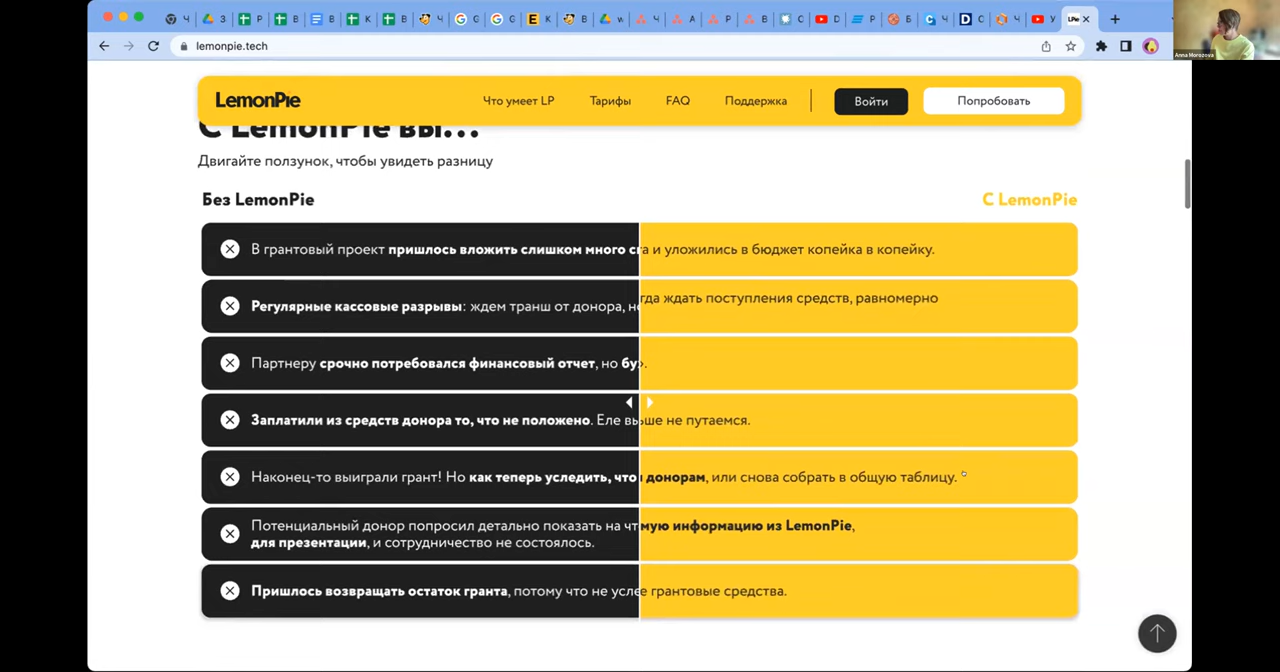 lemonpie.tech
Anna Morozova
LemonPie
Что умеет LP
Тарифы
FAQ
Поддержка
Войти
Попробовать
С LemonPie вы...
Двигайте ползунок, чтобы увидеть разницу
Без LemonPie
С LemonPie
В грантовый проект пришлось вложить слишком много
и уложились в бюджет копейка в копейку.
Регулярные кассовые разрывы: ждем транш от донора,
ждать поступления средств, равномерно
Партнеру срочно потребовался финансовый отчет, но
Заплатили из средств донора то, что не положено. Еле
не путаемся.
Наконец-то выиграли грант! Но как теперь уследить, что
донорам, или снова собрать в общую таблицу.
Потенциальный донор попросил детально показать на
информацию из LemonPie,
для презентации, и сотрудничество не состоялось.
Пришлось возвращать остаток гранта, потому что не
грантовые средства.